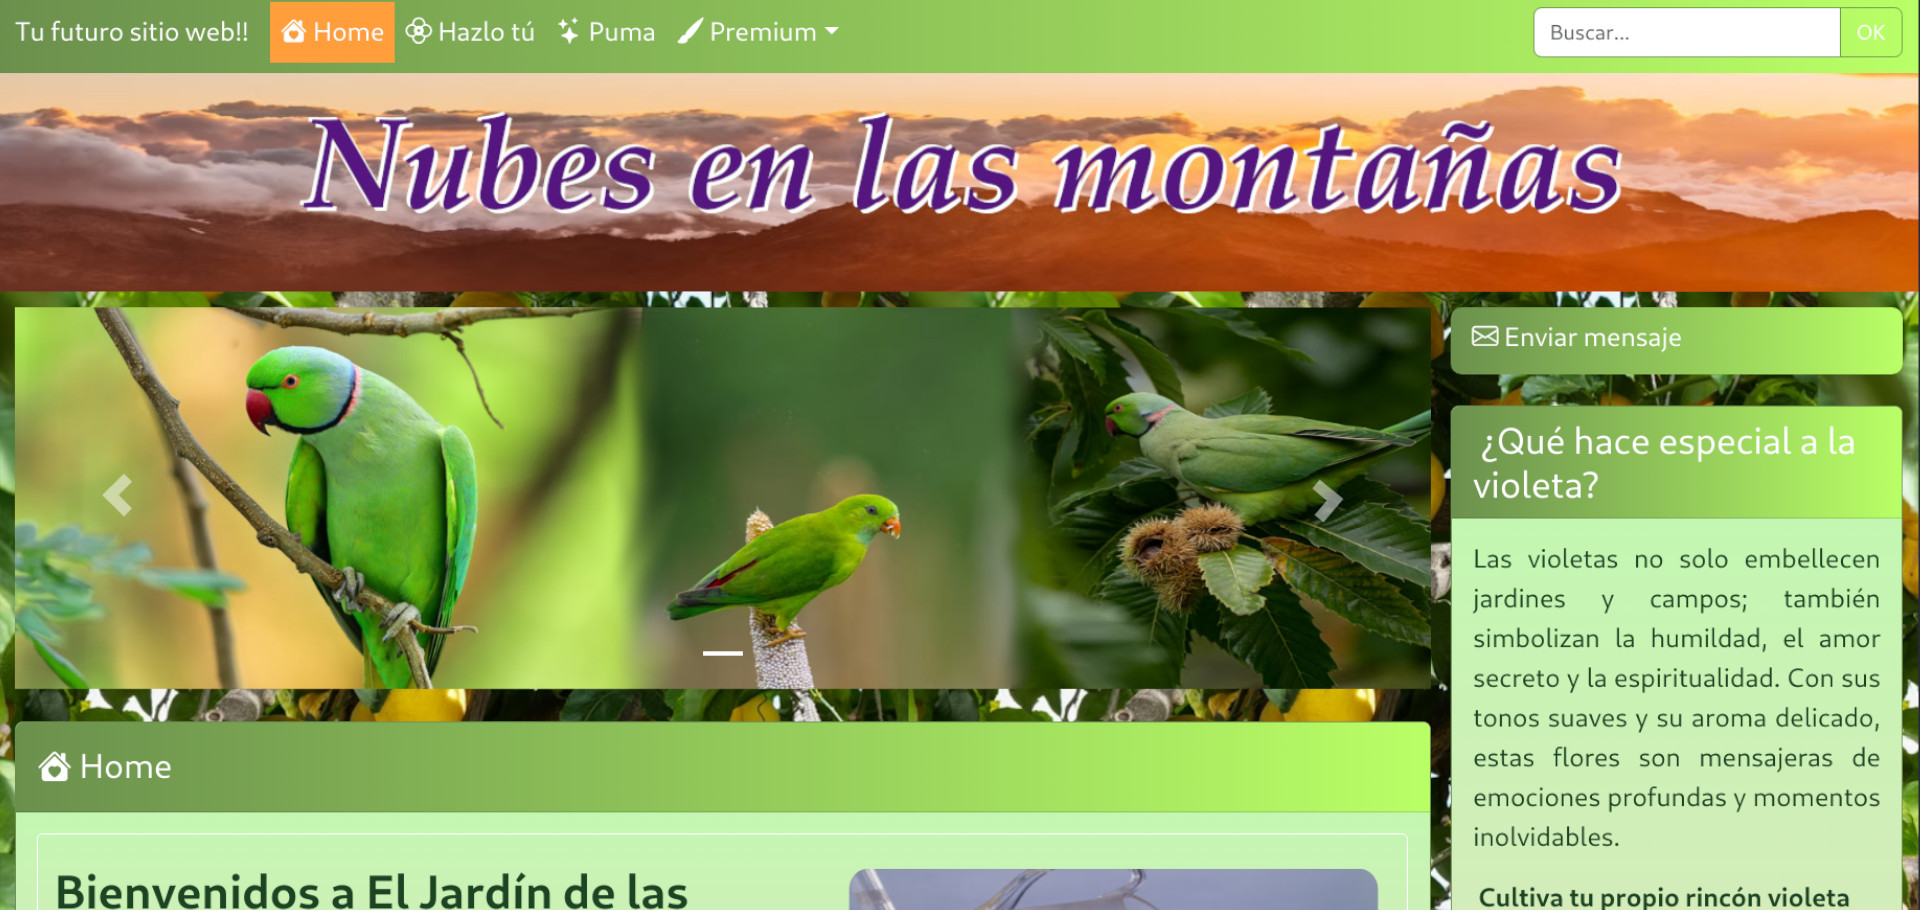 Tu futuro sitio web!!
Home
Hazlo tú
Puma
Premium
Buscar...
OK
Nubes en las montañas
Enviar mensaje
¿Qué hace especial a la
violeta?
Las violetas no solo embellecen
jardines y campos; también
simbolizan la humildad, el amor
secreto y la espiritualidad. Con sus
tonos suaves y su aroma delicado,
estas flores son mensajeras de
emociones profundas y momentos
inolvidables.
Cultiva tu propio rincón violeta
Home
Bienvenidos a El Jardín de las